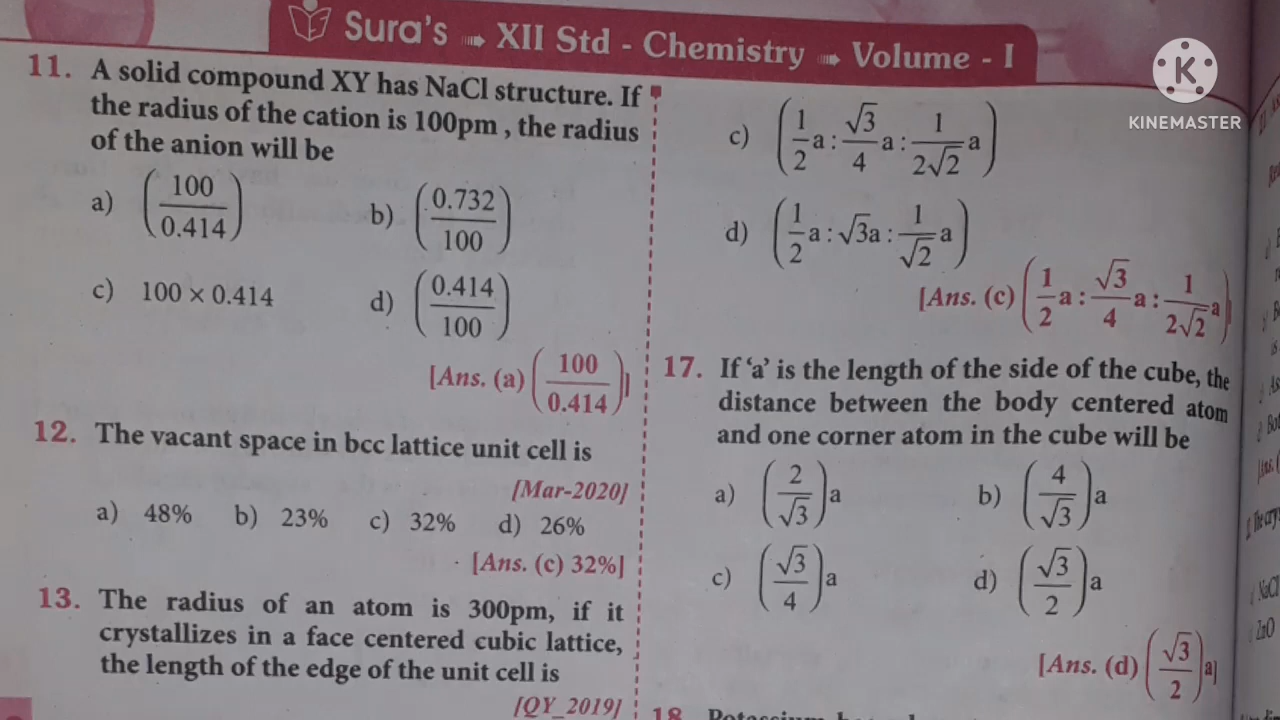 Sura's ➠ XII Std - Chemistry ➠ Volume - I
11. A solid compound XY has NaCl structure. If
the radius of the cation is 100pm , the radius
of the anion will be
a) (100/0.414) b) (0.732/100)
c) 100 × 0.414 d) (0.414/100)
[Ans. (a) (100/0.414)]
12. The vacant space in bcc lattice unit cell is
[Mar-2020]
a) 48% b) 23% c) 32% d) 26%
[Ans. (c) 32%]
13. The radius of an atom is 300pm, if it
crystallizes in a face centered cubic lattice,
the length of the edge of the unit cell is
[QY_2019]
c) (1/2 a : √3/4 a : 1/2√2 a)
d) (1/2 a : √3a : 1/√2 a)
[Ans. (c) (1/2 a : √3/4 a : 1/2√2 a)]
17. If 'a' is the length of the side of the cube, the
distance between the body centered atom
and one corner atom in the cube will be
a) (2/√3)a b) (4/√3)a
c) (√3/4)a d) (√3/2)a
[Ans. (d) (√3/2)a]
18.
NaCl
ZnO
K
KINEMASTER